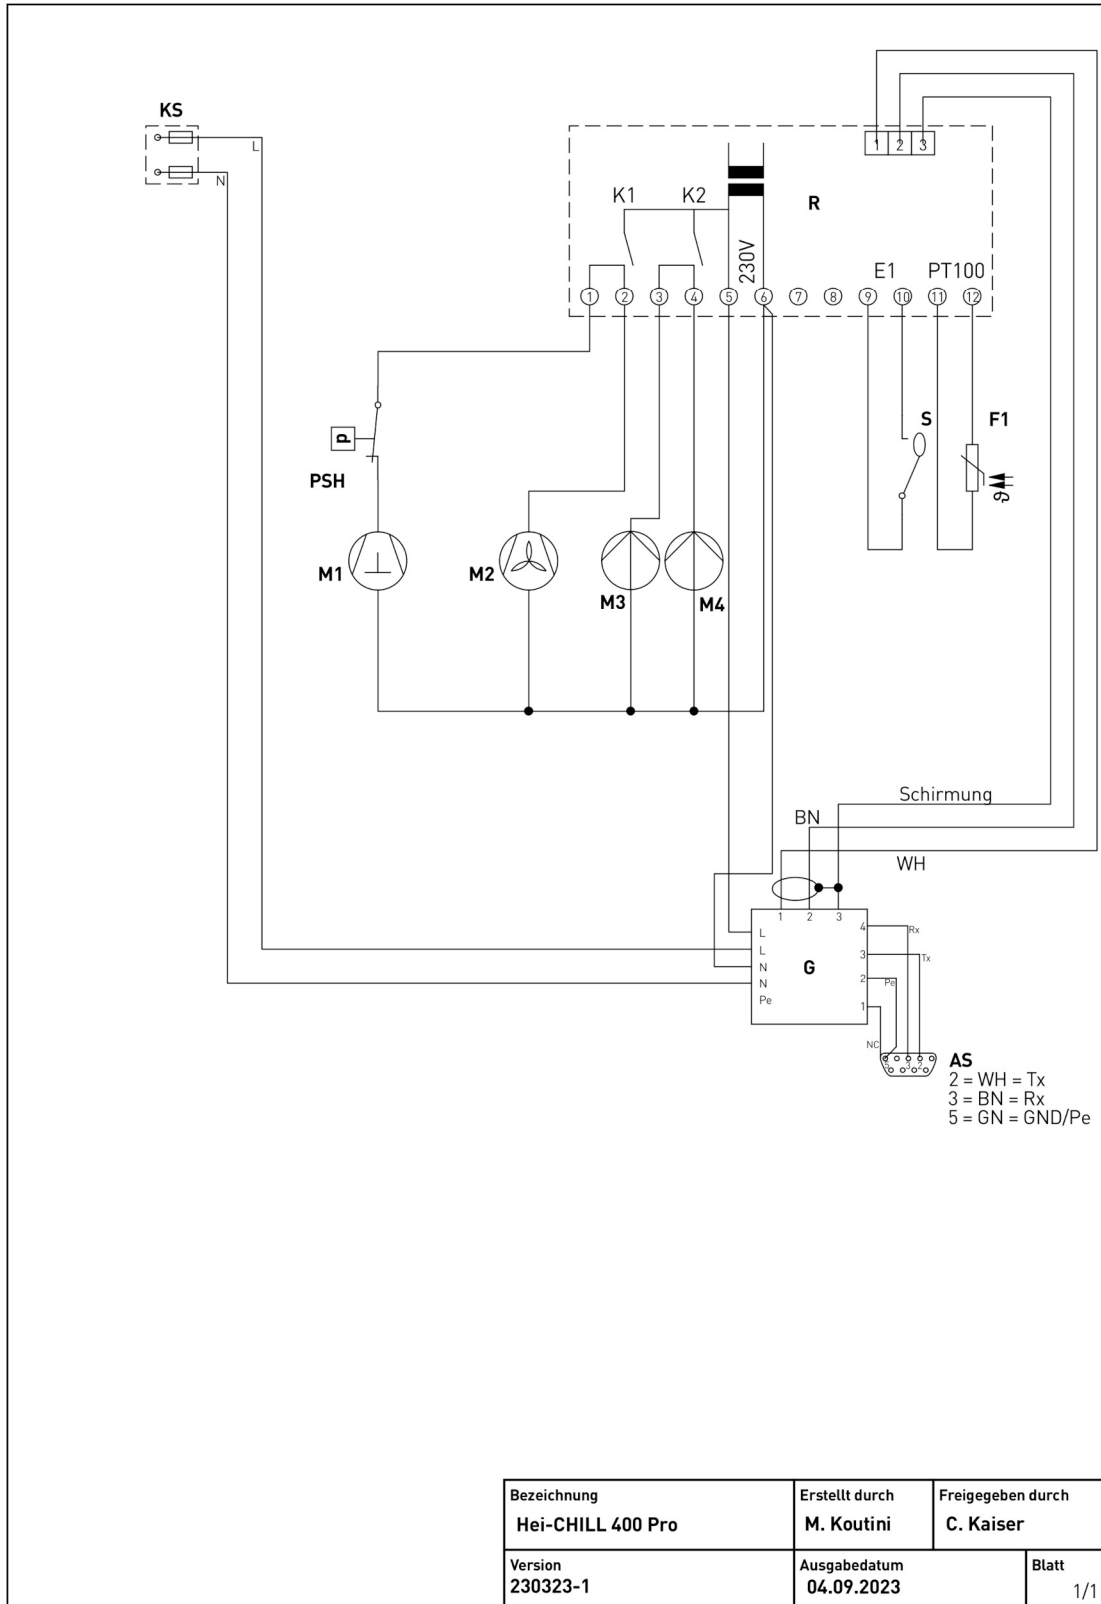 KS
L
N
1 2 3
K1 K2
R
230V
E1 PT100
1 2 3 4 5 6 7 8 9 10 11 12
S
F1
p
PSH
ϑ
M1
M2
M3
M4
Schirmung
BN
WH
1 2 3
L
L
N
N
Pe
G
4
3
2
1
Rx
Tx
Pe
NC
5 3 2
AS
2 = WH = Tx
3 = BN = Rx
5 = GN = GND/Pe
Bezeichnung
Hei-CHILL 400 Pro
Erstellt durch
M. Koutini
Freigegeben durch
C. Kaiser
Version
230323-1
Ausgabedatum
04.09.2023
Blatt
1/1